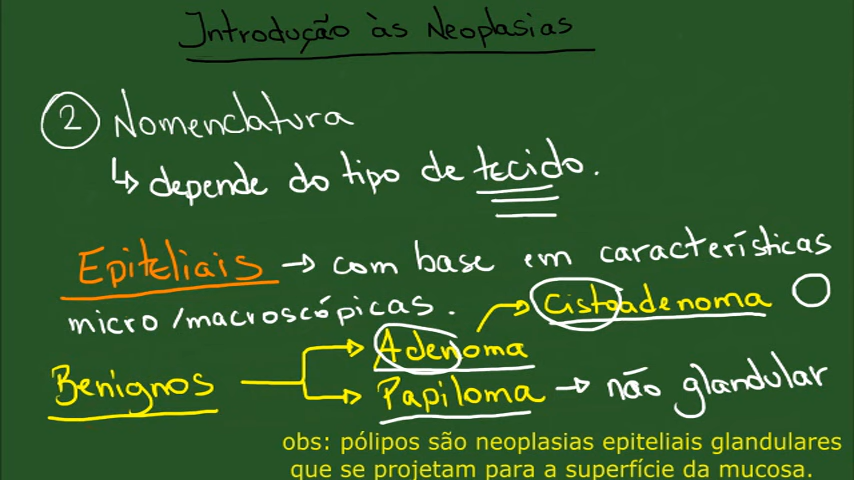 Introdução às Neoplasias
2 Nomenclatura
↳ depende do tipo de tecido.
Epiteliais → com base em características
micro/macroscópicas.
→ Cistoadenoma
Benignos → Adenoma
→ Papiloma → não glandular
obs: pólipos são neoplasias epiteliais glandulares
que se projetam para a superfície da mucosa.